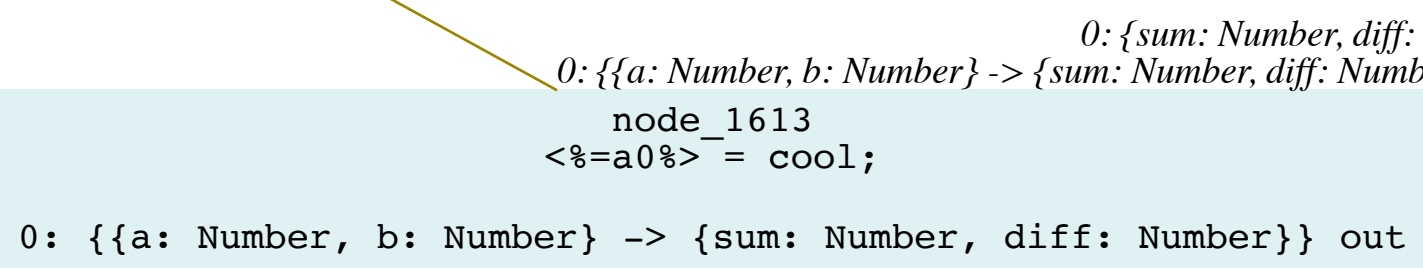 0: {sum: Number, diff:
0: {{a: Number, b: Number} -> {sum: Number, diff: Numb
node_1613
<%=a0%> = cool;
0: {{a: Number, b: Number} -> {sum: Number, diff: Number}} out